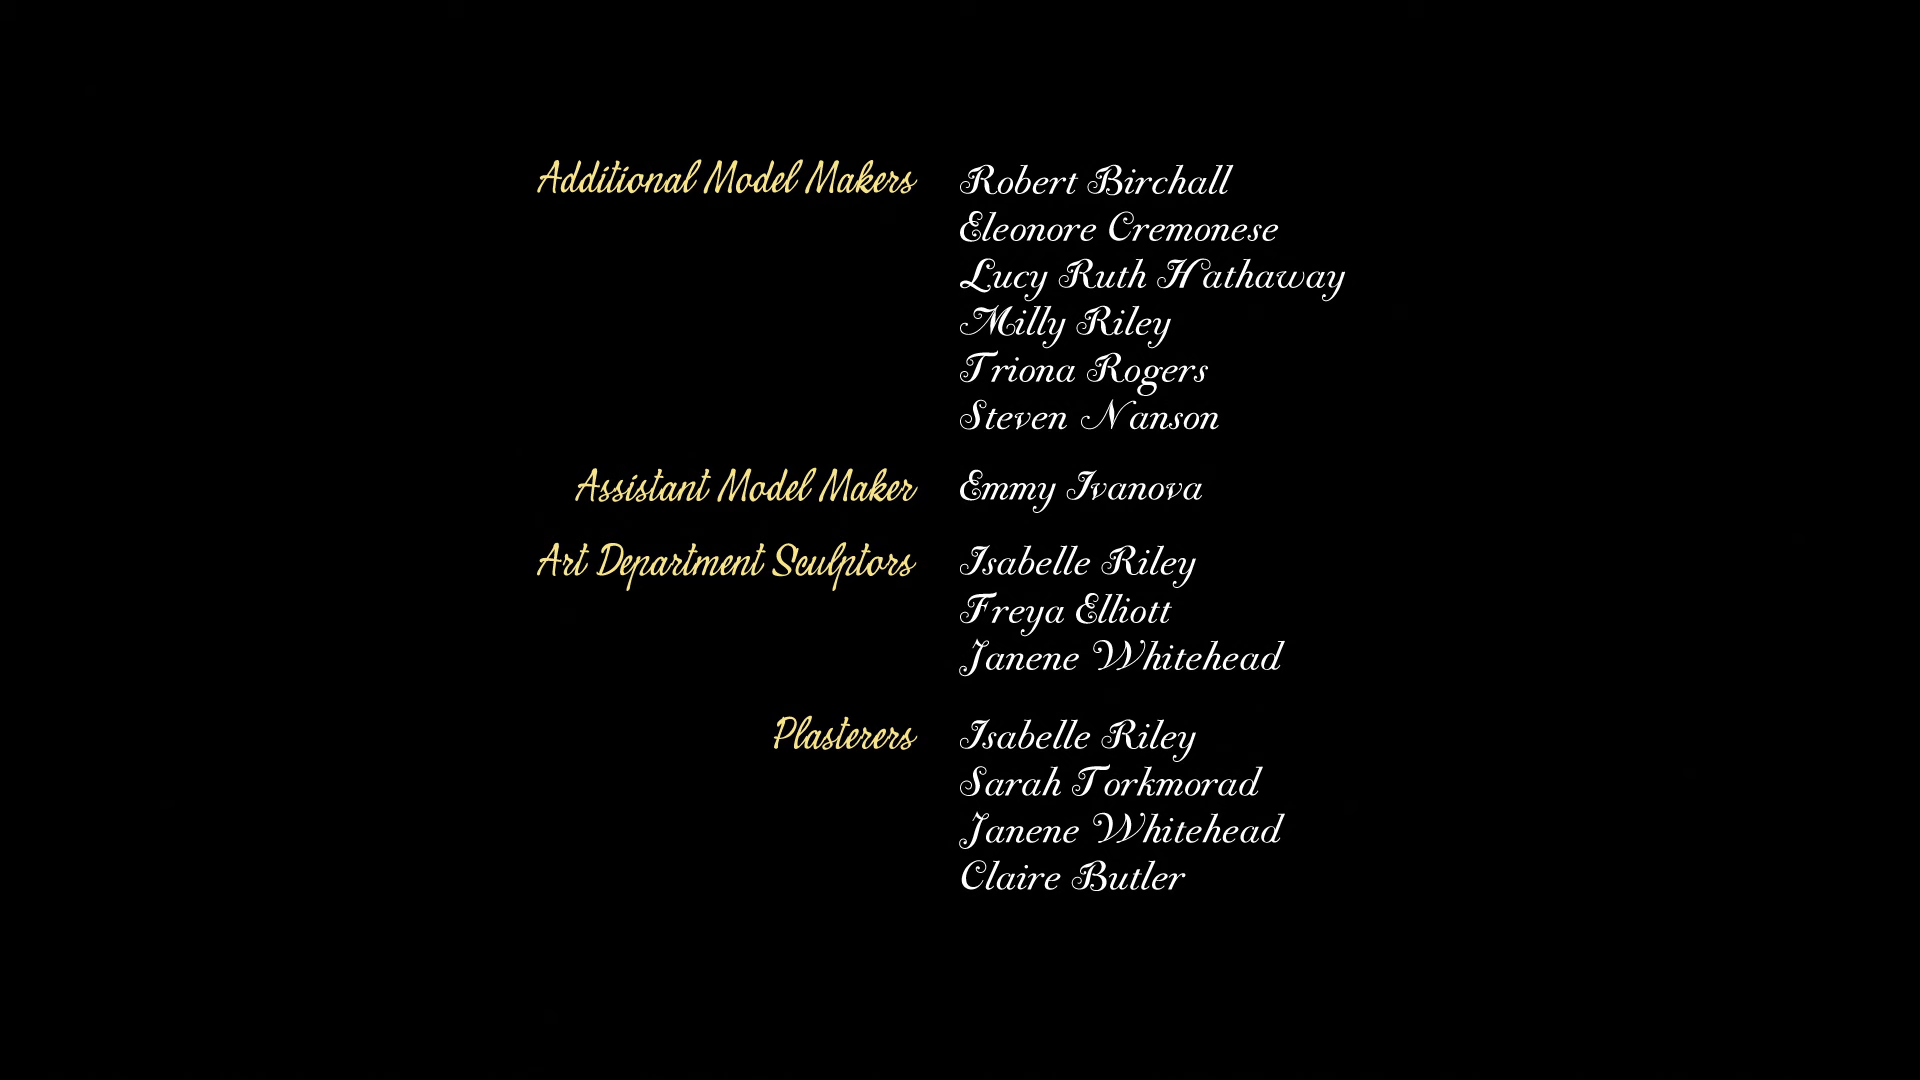 Additional Model Makers Robert Birchall
Eleonore Cremonese
Lucy Ruth Hathaway
Milly Riley
Triona Rogers
Steven Nanson
Assistant Model Maker Emmy Ivanova
Art Department Sculptors Isabelle Riley
Freya Elliott
Janene Whitehead
Plasterers Isabelle Riley
Sarah Torkmorad
Janene Whitehead
Claire Butler